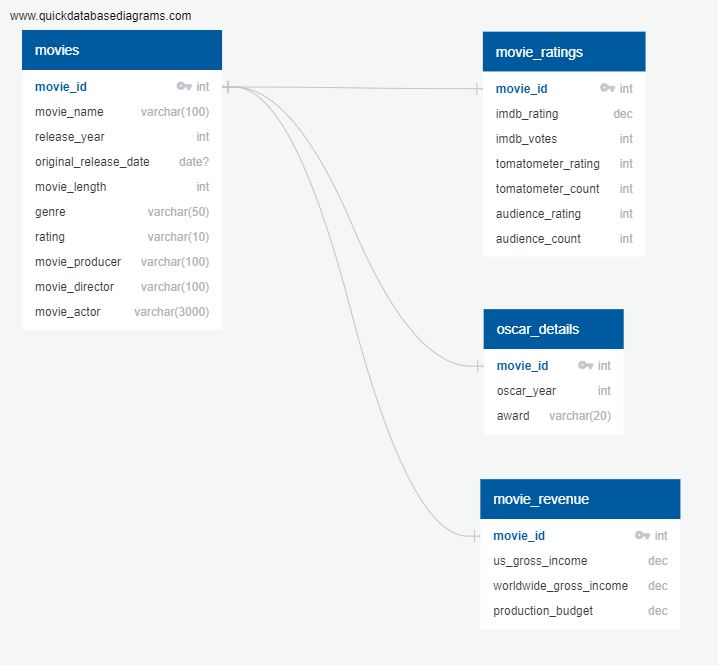 www.quickdatabasediagrams.com
movies
movie_id int
movie_name varchar(100)
release_year int
original_release_date date?
movie_length int
genre varchar(50)
rating varchar(10)
movie_producer varchar(100)
movie_director varchar(100)
movie_actor varchar(3000)
movie_ratings
movie_id int
imdb_rating dec
imdb_votes int
tomatometer_rating int
tomatometer_count int
audience_rating int
audience_count int
oscar_details
movie_id int
oscar_year int
award varchar(20)
movie_revenue
movie_id int
us_gross_income dec
worldwide_gross_income dec
production_budget dec